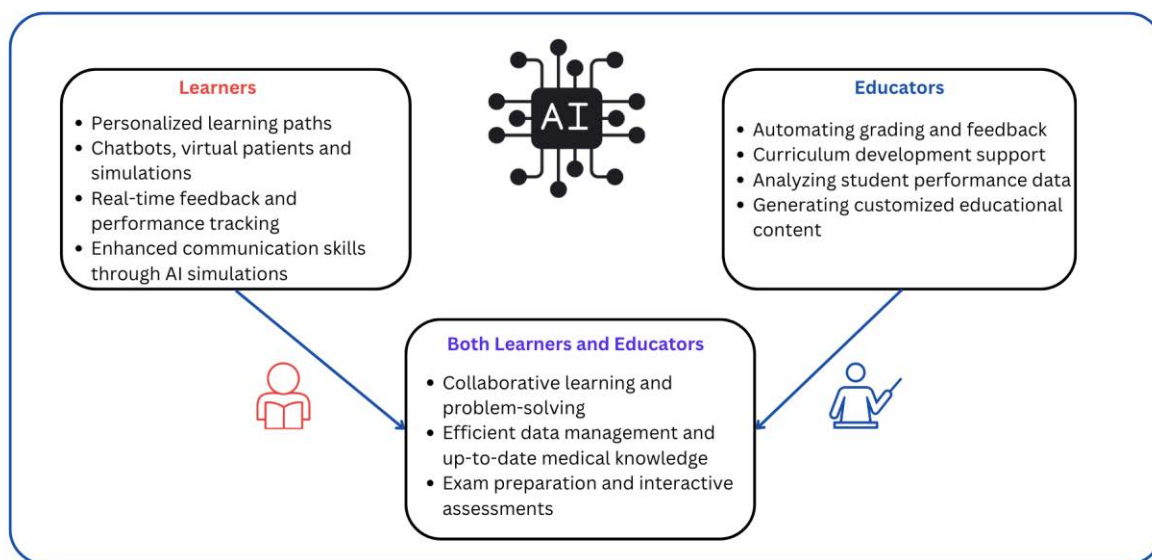 AI
Learners
• Personalized learning paths
• Chatbots, virtual patients and
simulations
• Real-time feedback and
performance tracking
• Enhanced communication skills
through AI simulations
Educators
• Automating grading and feedback
• Curriculum development support
• Analyzing student performance data
• Generating customized educational
content
Both Learners and Educators
• Collaborative learning and
problem-solving
• Efficient data management and
up-to-date medical knowledge
• Exam preparation and interactive
assessments